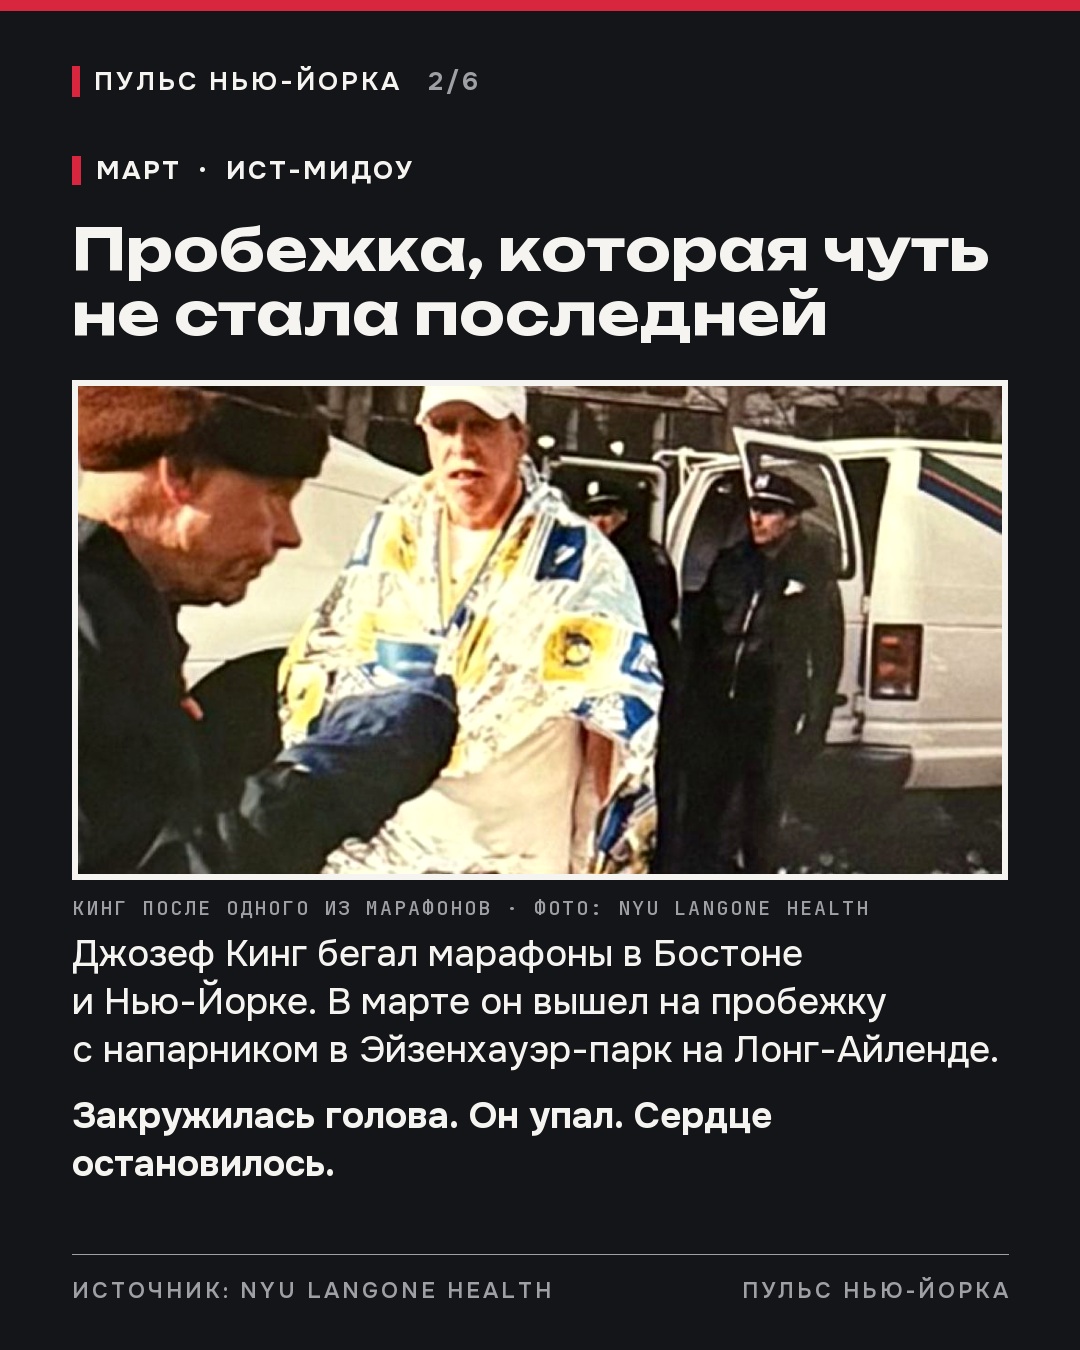 ПУЛЬС НЬЮ-ЙОРКА 2/6
МАРТ · ИСТ-МИДОУ
Пробежка, которая чуть
не стала последней
КИНГ ПОСЛЕ ОДНОГО ИЗ МАРАФОНОВ · ФОТО: NYU LANGONE HEALTH
Джозеф Кинг бегал марафоны в Бостоне
и Нью-Йорке. В марте он вышел на пробежку
с напарником в Эйзенхауэр-парк на Лонг-Айленде.
Закружилась голова. Он упал. Сердце
остановилось.
ИСТОЧНИК: NYU LANGONE HEALTH
ПУЛЬС НЬЮ-ЙОРКА